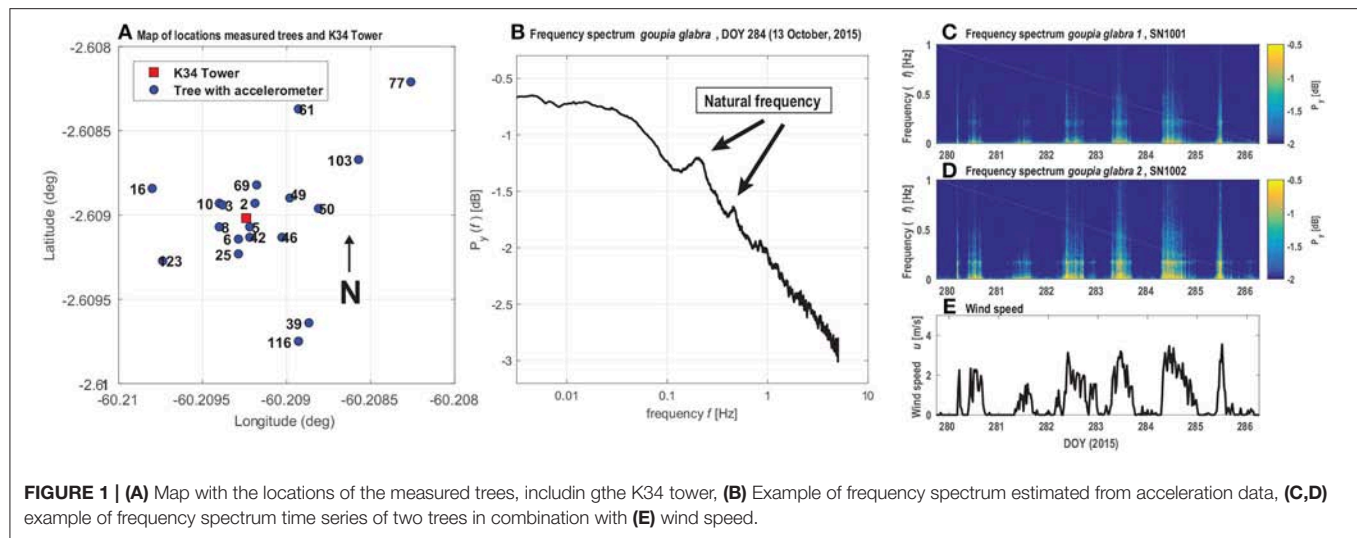 A Map of locations measured trees and K34 Tower
-2.608
-2.6085
-2.609
-2.6095
-2.61
Latitude (deg)
K34 Tower
Tree with accelerometer
77
61
103
16
69
49
10
3
2
50
8
5
6
42
46
25
123
39
116
N
-60.21
-60.2095
-60.209
-60.2085
-60.208
Longitude (deg)
B Frequency spectrum goupia glabra , DOY 284 (13 October, 2015)
-0.5
-1
-1.5
-2
-2.5
-3
P_y (f ) [dB]
Natural frequency
0.01
0.1
1
10
frequency f [Hz]
C Frequency spectrum goupia glabra 1 , SN1001
1
0.5
0
Frequency ( f) [Hz]
280 281 282 283 284 285 286
-0.5
-1
-1.5
-2
P_y [dB]
D Frequency spectrum goupia glabra 2 , SN1002
1
0.5
0
Frequency ( f) [Hz]
280 281 282 283 284 285 286
-0.5
-1
-1.5
-2
P_y [dB]
E Wind speed
4
2
0
Wind speed u [m/s]
280 281 282 283 284 285 286
DOY (2015)
FIGURE 1 | (A) Map with the locations of the measured trees, includin gthe K34 tower, (B) Example of frequency spectrum estimated from acceleration data, (C,D)
example of frequency spectrum time series of two trees in combination with (E) wind speed.